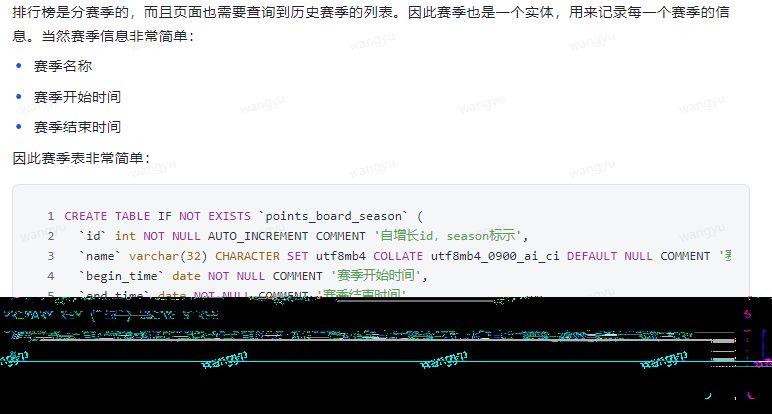 排行榜是分赛季的，而且页面也需要查询到历史赛季的列表。因此赛季也是一个实体，用来记录每一个赛季的信
息。当然赛季信息非常简单：
• 赛季名称
• 赛季开始时间
• 赛季结束时间
因此赛季表非常简单：
1 CREATE TABLE IF NOT EXISTS `points_board_season` (
2 `id` int NOT NULL AUTO_INCREMENT COMMENT '自增长id，season标示',
3 `name` varchar(32) CHARACTER SET utf8mb4 COLLATE utf8mb4_0900_ai_ci DEFAULT NULL COMMENT '赛
4 `begin_time` date NOT NULL COMMENT '赛季开始时间',
5 `end_time` date NOT NULL COMMENT '赛季结束时间'
wangyu
wangyu
wangyu
wangyu
wangyu
wangyu
wangyu
wangyu
wangyu
wangyu